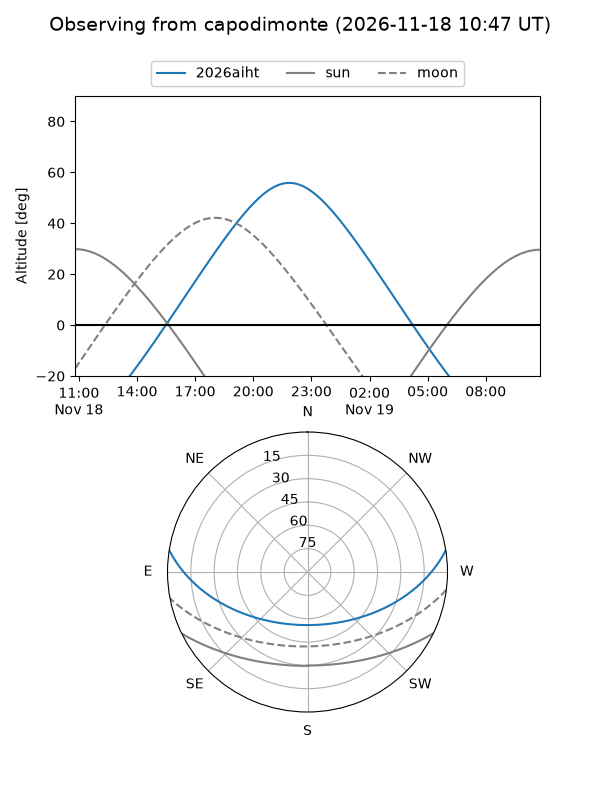 Observing from capodimonte (2026-11-18 10:47 UT)
2026aiht sun moon
Altitude [deg]
80
60
40
20
0
−20
11:00 14:00 17:00 20:00 23:00 02:00 05:00 08:00
Nov 18 Nov 19
N
NE NW
15
30
45
60
75
E W
SE SW
S